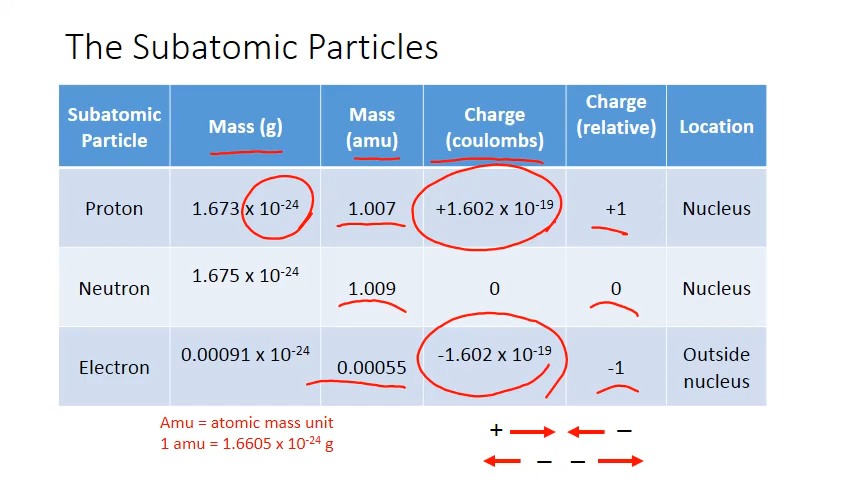 The Subatomic Particles
Subatomic Particle Mass (g) Mass (amu) Charge (coulombs) Charge (relative) Location
Proton 1.673 x 10⁻²⁴ 1.007 +1.602 x 10⁻¹⁹ +1 Nucleus
Neutron 1.675 x 10⁻²⁴ 1.009 0 0 Nucleus
Electron 0.00091 x 10⁻²⁴ 0.00055 -1.602 x 10⁻¹⁹ -1 Outside nucleus
Amu = atomic mass unit
1 amu = 1.6605 x 10⁻²⁴ g
+ → ← –
← – – →